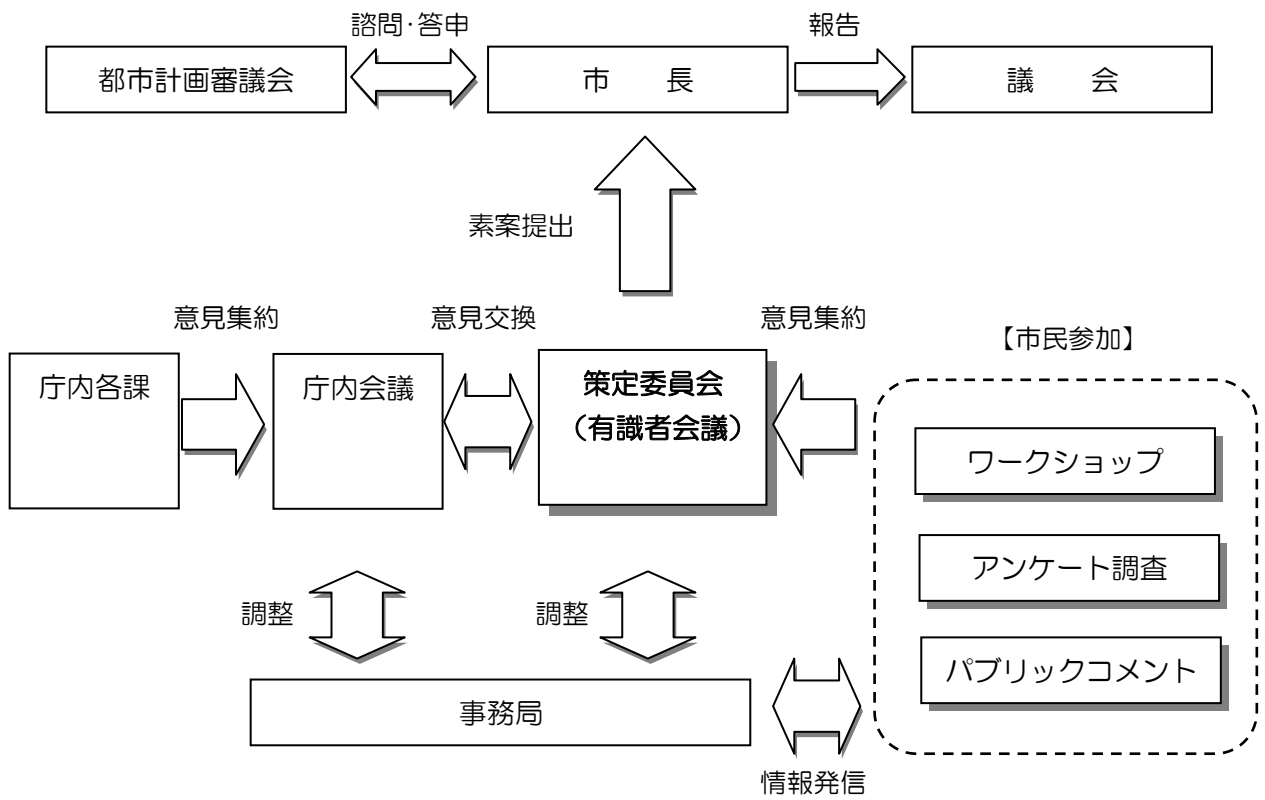 諮問・答申
報告
都市計画審議会
市　長
議　会
素案提出
意見集約
意見交換
意見集約
【市民参加】
庁内各課
庁内会議
策定委員会
（有識者会議）
ワークショップ
アンケート調査
調整
調整
パブリックコメント
事務局
情報発信